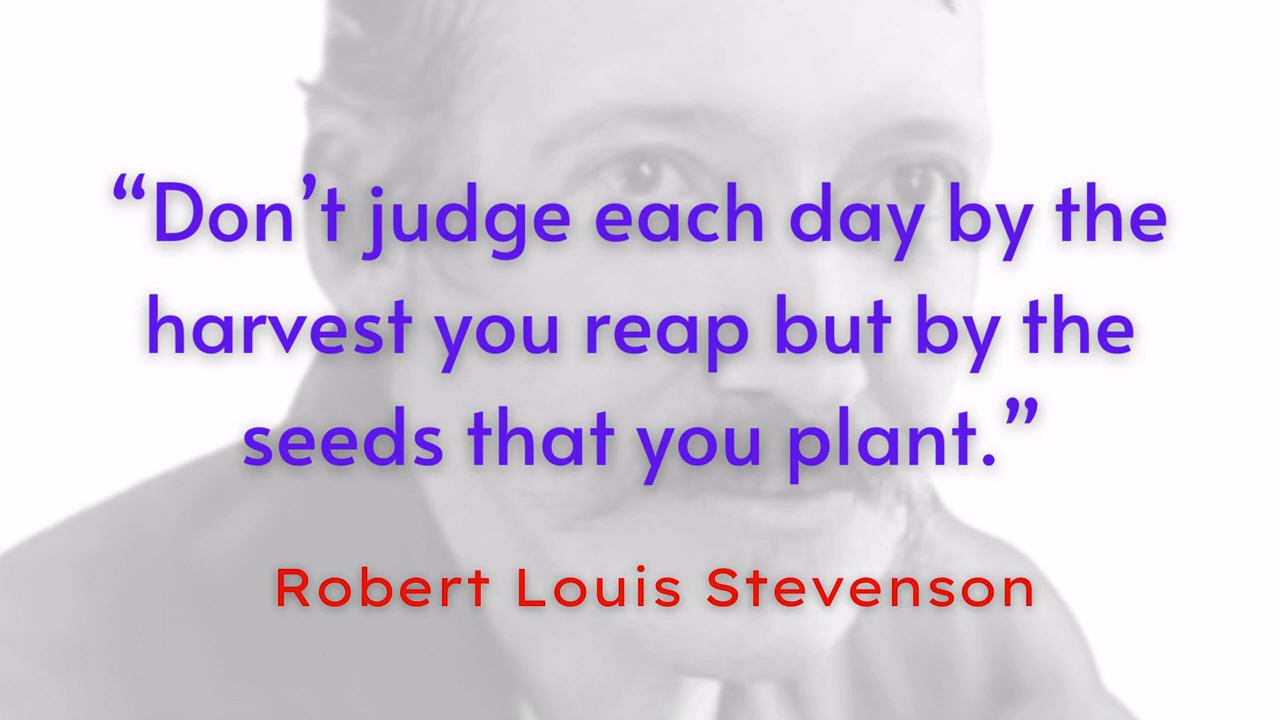 “Don’t judge each day by the
harvest you reap but by the
seeds that you plant.”
Robert Louis Stevenson